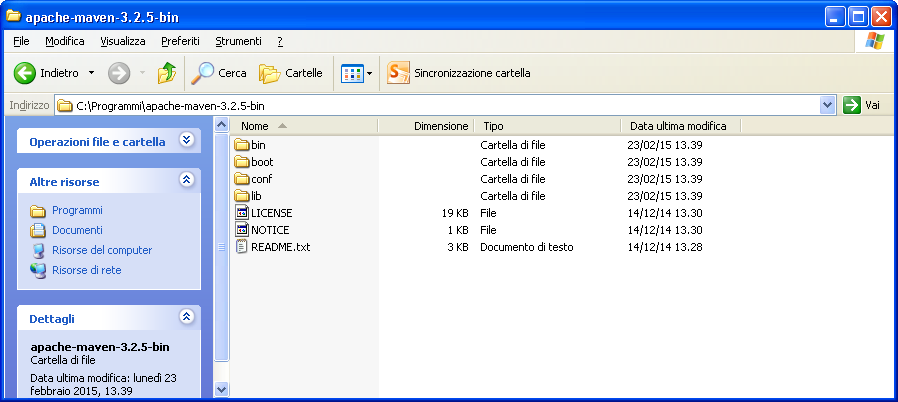 apache-maven-3.2.5-bin
File Modifica Visualizza Preferiti Strumenti ?
Indietro Cerca Cartelle Sincronizzazione cartella
Indirizzo C:\Programmi\apache-maven-3.2.5-bin Vai
Operazioni file e cartella
Altre risorse
Programmi
Documenti
Risorse del computer
Risorse di rete
Dettagli
apache-maven-3.2.5-bin
Cartella di file
Data ultima modifica: lunedì 23
febbraio 2015, 13.39
Nome Dimensione Tipo Data ultima modifica
bin Cartella di file 23/02/15 13.39
boot Cartella di file 23/02/15 13.39
conf Cartella di file 23/02/15 13.39
lib Cartella di file 23/02/15 13.39
LICENSE 19 KB File 14/12/14 13.30
NOTICE 1 KB File 14/12/14 13.30
README.txt 3 KB Documento di testo 14/12/14 13.28